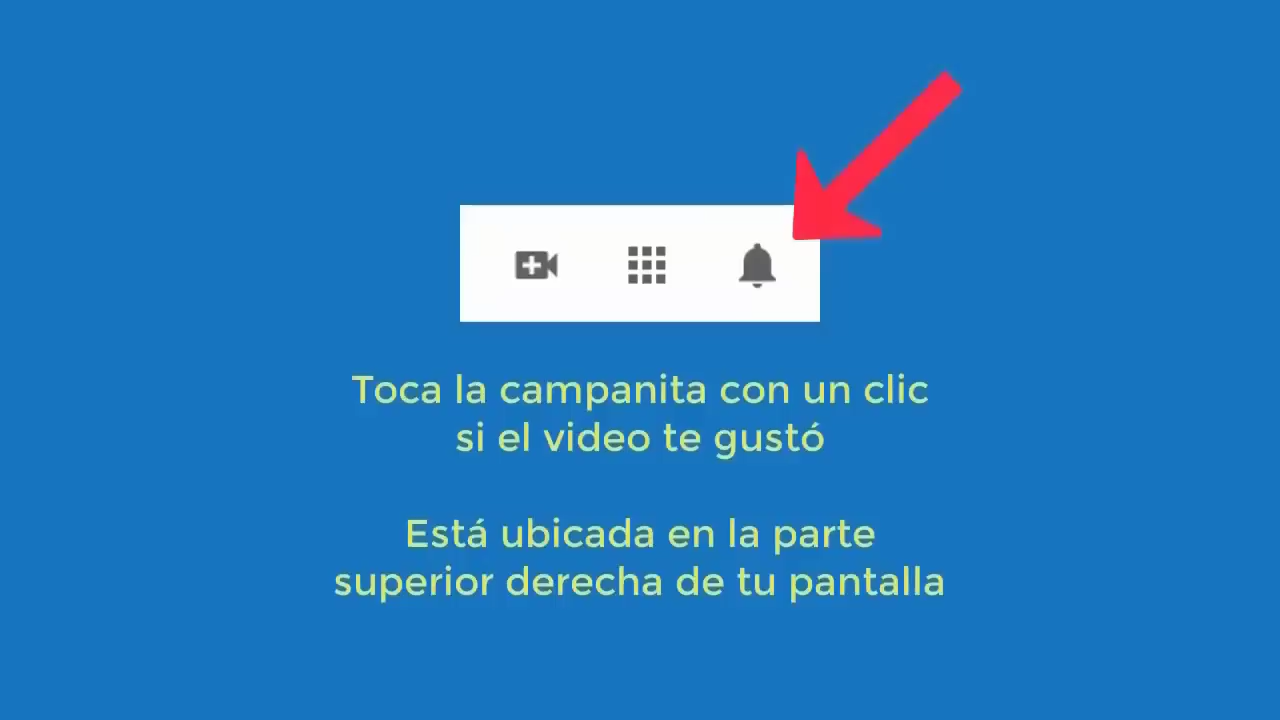 Toca la campanita con un clic
si el video te gustó
Está ubicada en la parte
superior derecha de tu pantalla